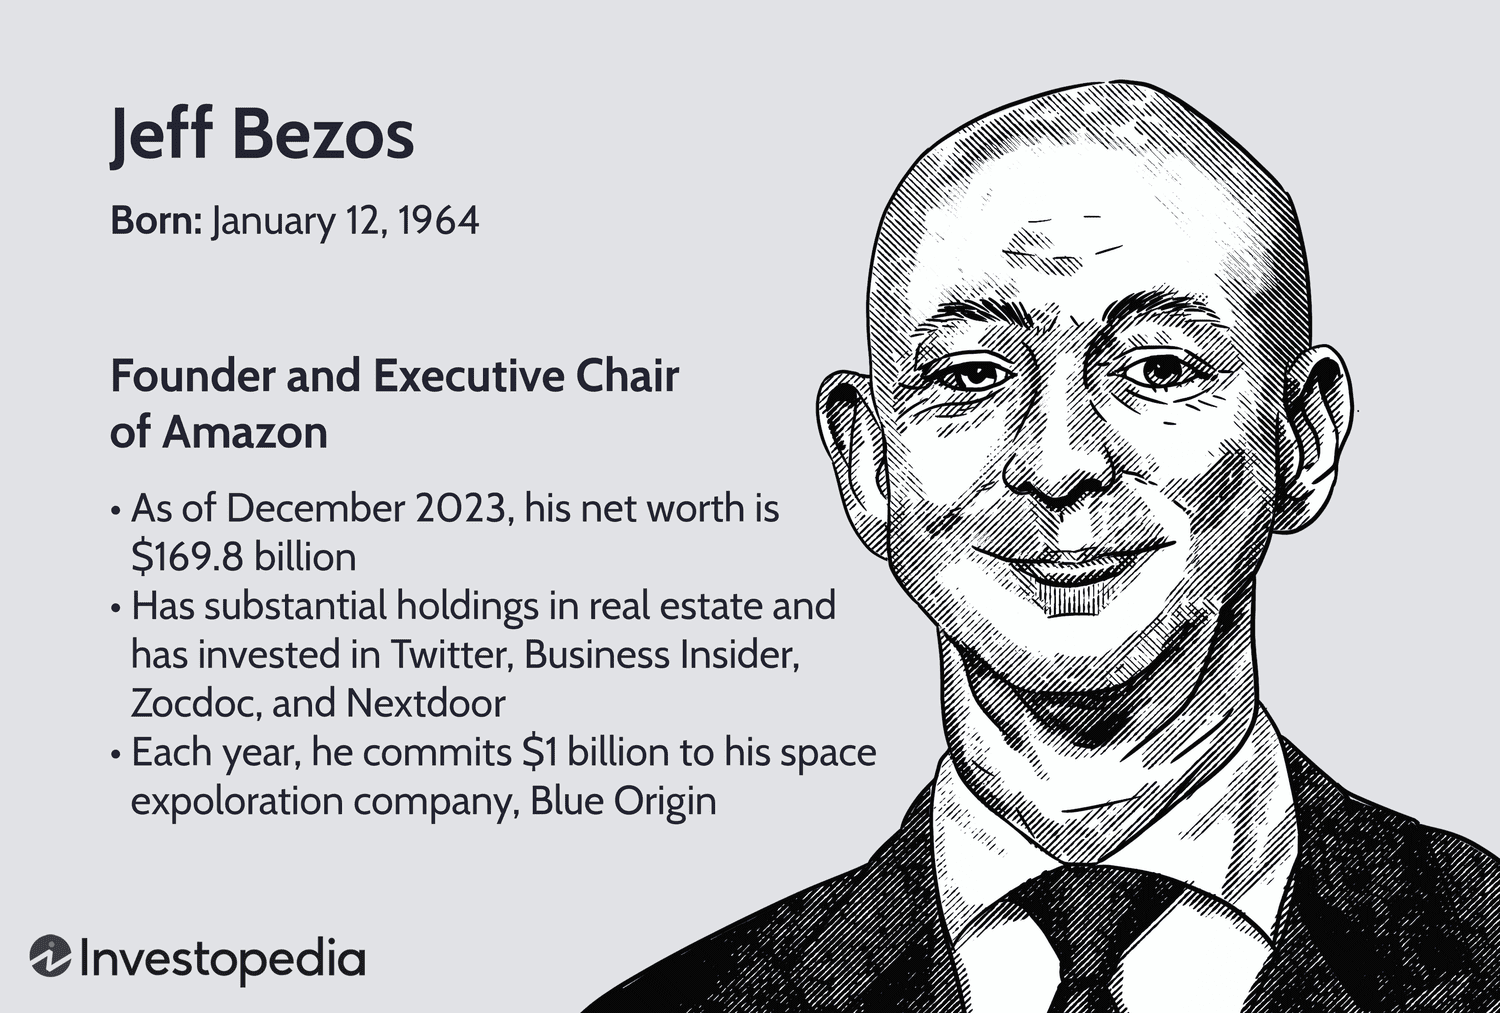 Jeff Bezos
Born: January 12, 1964
Founder and Executive Chair
of Amazon
• As of December 2023, his net worth is
$169.8 billion
• Has substantial holdings in real estate and
has invested in Twitter, Business Insider,
Zocdoc, and Nextdoor
• Each year, he commits $1 billion to his space
expoloration company, Blue Origin
Investopedia